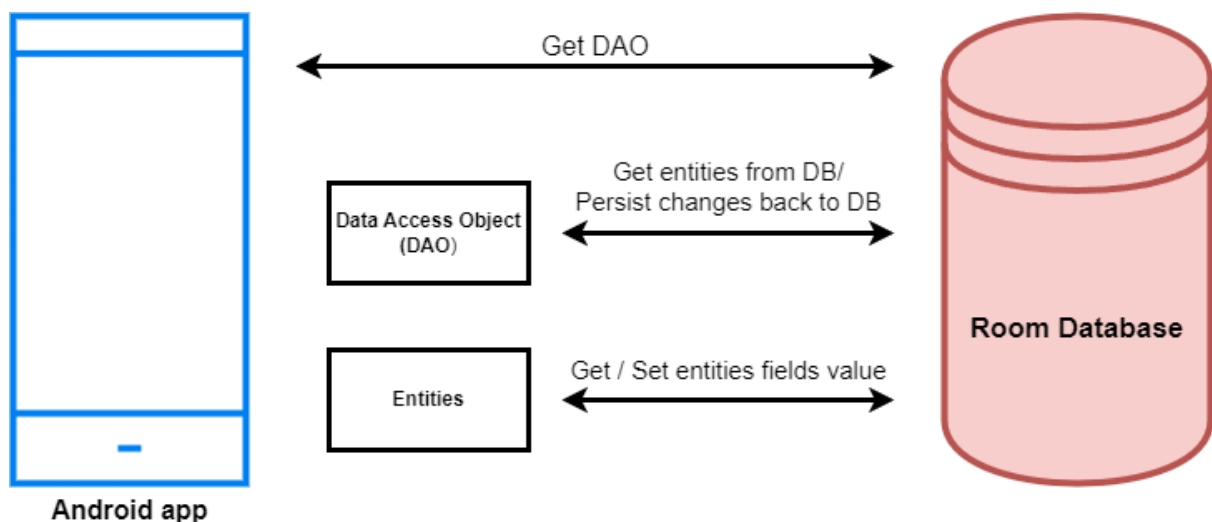 Get DAO
Get entities from DB/
Persist changes back to DB
Data Access Object
(DAO)
Room Database
Get / Set entities fields value
Entities
Android app